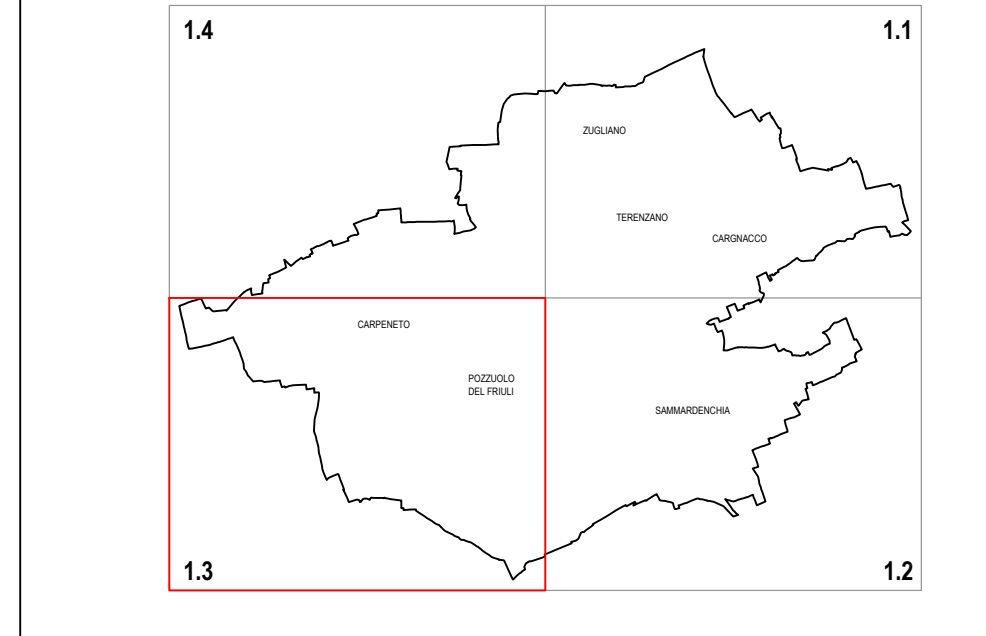 1.4
1.1
ZUGLIANO
TERENZANO
CARGNACCO
CARPENETO
POZZUOLO
DEL FRIULI
SAMMARDENCHIA
1.3
1.2